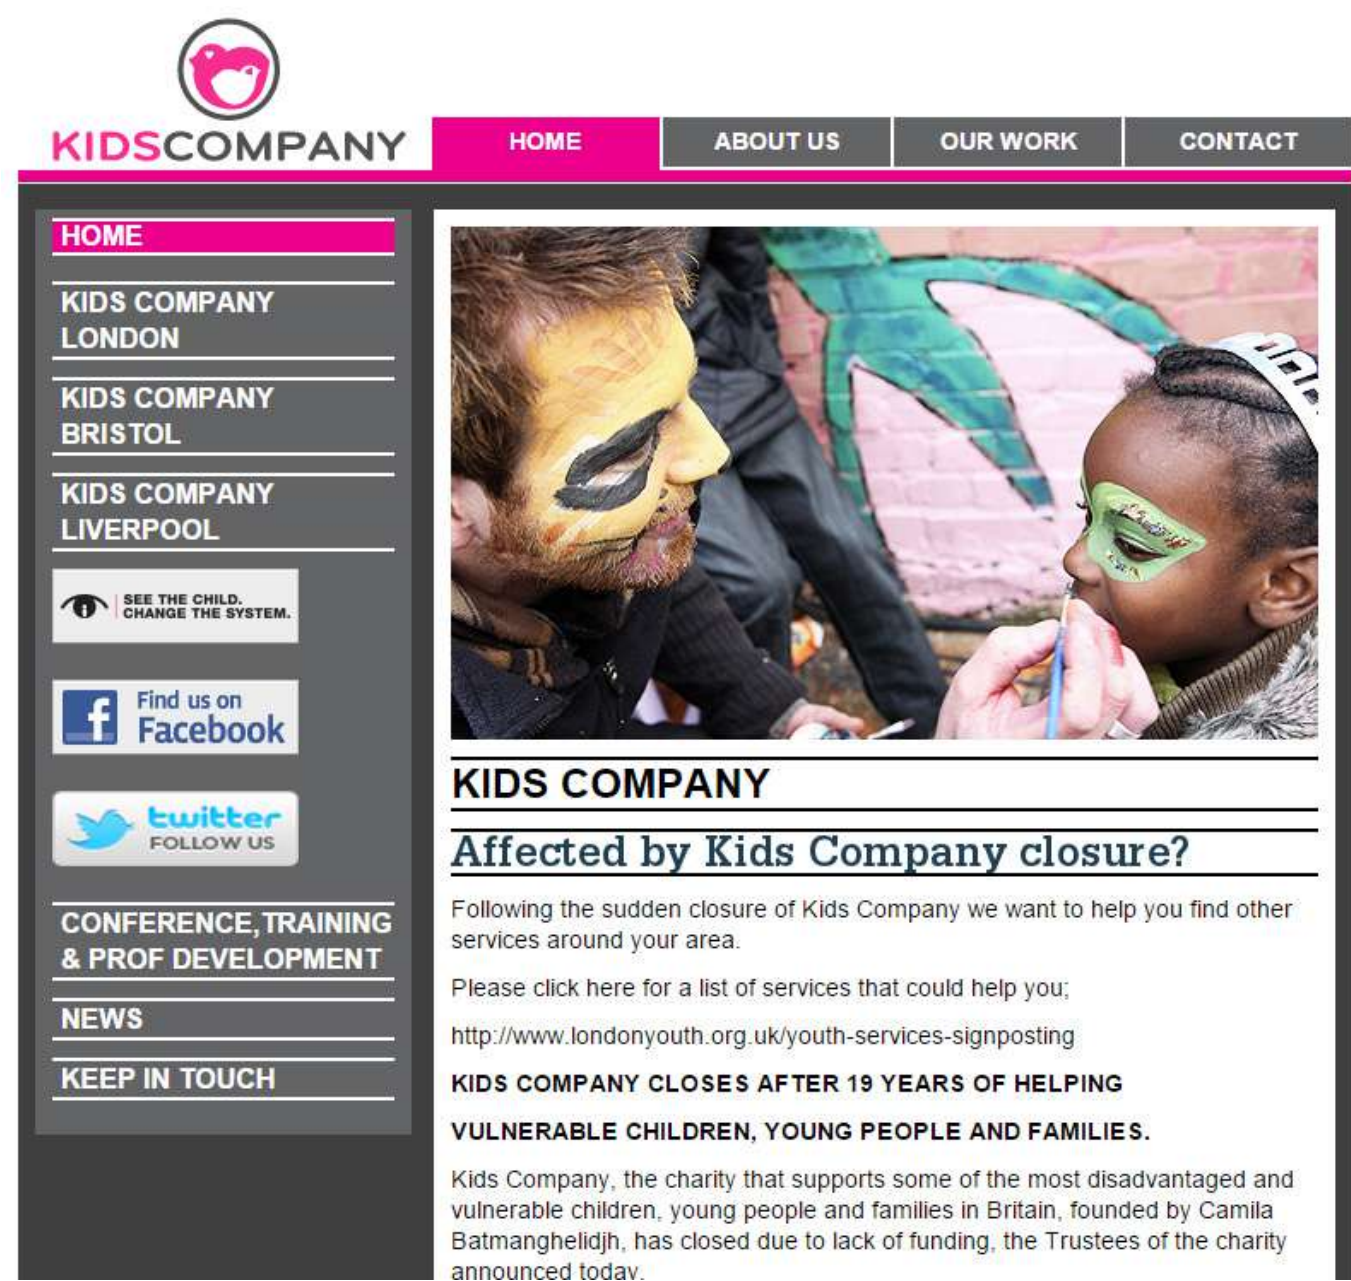 KIDSCOMPANY
HOME
ABOUT US
OUR WORK
CONTACT
HOME
KIDS COMPANY
LONDON
KIDS COMPANY
BRISTOL
KIDS COMPANY
LIVERPOOL
SEE THE CHILD.
CHANGE THE SYSTEM.
Find us on
Facebook
twitter
FOLLOW US
CONFERENCE, TRAINING
& PROF DEVELOPMENT
NEWS
KEEP IN TOUCH
KIDS COMPANY
Affected by Kids Company closure?
Following the sudden closure of Kids Company we want to help you find other
services around your area.
Please click here for a list of services that could help you;
http://www.londonyouth.org.uk/youth-services-signposting
KIDS COMPANY CLOSES AFTER 19 YEARS OF HELPING
VULNERABLE CHILDREN, YOUNG PEOPLE AND FAMILIES.
Kids Company, the charity that supports some of the most disadvantaged and
vulnerable children, young people and families in Britain, founded by Camila
Batmanghelidjh, has closed due to lack of funding, the Trustees of the charity
announced today.